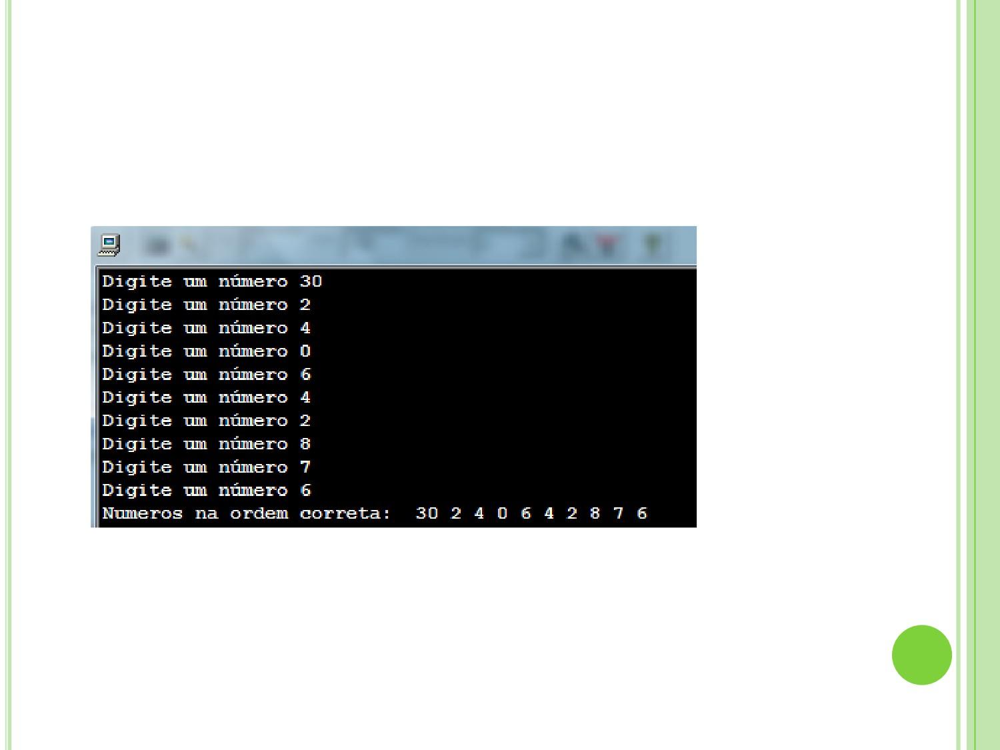 Digite um número 30
Digite um número 2
Digite um número 4
Digite um número 0
Digite um número 6
Digite um número 4
Digite um número 2
Digite um número 8
Digite um número 7
Digite um número 6
Numeros na ordem correta:  30 2 4 0 6 4 2 8 7 6